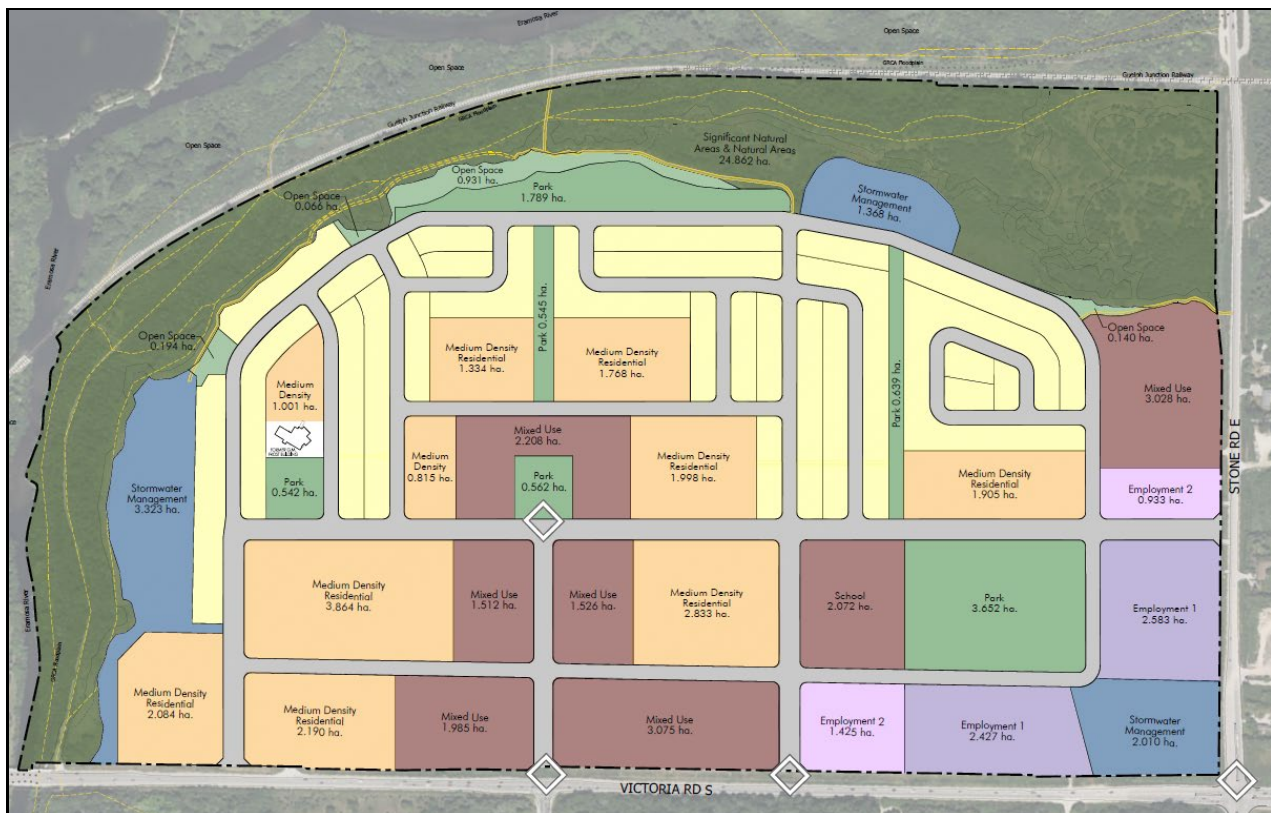 Eramosa River
Open Space
Open Space
GRCA Floodplain
Guelph Junction Railway
Guelph Junction Railway
GRCA Floodplain
Open Space
Significant Natural
Areas & Natural Areas
24.862 ha.
Open Space
0.931 ha.
Park
1.789 ha.
Stormwater
Management
1.368 ha.
Open Space
0.066 ha.
Eramosa River
Open Space
0.194 ha.
Park 0.545 ha.
Medium Density
Residential
1.334 ha.
Medium Density
Residential
1.768 ha.
Park 0.639 ha.
Open Space
0.140 ha.
Mixed Use
3.028 ha.
Medium
Density
1.001 ha.
Medium
Density
0.815 ha.
Mixed Use
2.208 ha.
Park
0.562 ha.
Medium Density
Residential
1.998 ha.
Medium Density
Residential
1.905 ha.
Employment 2
0.933 ha.
STONE RD E
Park
0.542 ha.
Stormwater
Management
3.323 ha.
Medium Density
Residential
3.864 ha.
Mixed Use
1.512 ha.
Mixed Use
1.526 ha.
Medium Density
Residential
2.833 ha.
School
2.072 ha.
Park
3.652 ha.
Employment 1
2.583 ha.
Eramosa River
GRCA Floodplain
Medium Density
Residential
2.084 ha.
Medium Density
Residential
2.190 ha.
Mixed Use
1.985 ha.
Mixed Use
3.075 ha.
Employment 2
1.425 ha.
Employment 1
2.427 ha.
Stormwater
Management
2.010 ha.
VICTORIA RD S